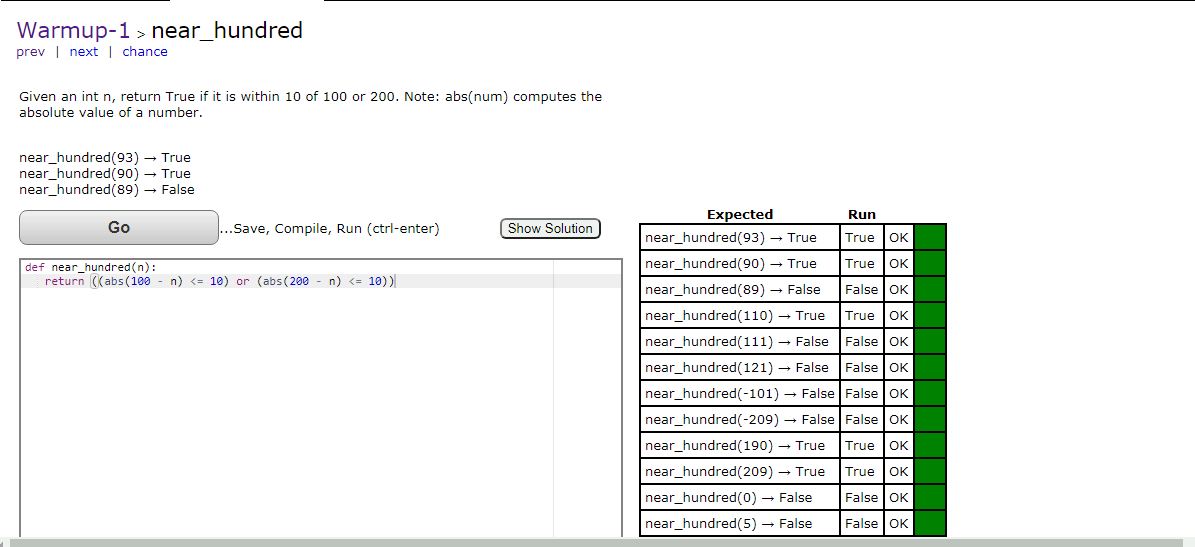 Warmup-1 > near_hundred
prev | next | chance
Given an int n, return True if it is within 10 of 100 or 200. Note: abs(num) computes the
absolute value of a number.
near_hundred(93) → True
near_hundred(90) → True
near_hundred(89) → False
Go ...Save, Compile, Run (ctrl-enter) Show Solution
def near_hundred(n):
return ((abs(100 - n) <= 10) or (abs(200 - n) <= 10))
Expected Run
near_hundred(93) → True True OK
near_hundred(90) → True True OK
near_hundred(89) → False False OK
near_hundred(110) → True True OK
near_hundred(111) → False False OK
near_hundred(121) → False False OK
near_hundred(-101) → False False OK
near_hundred(-209) → False False OK
near_hundred(190) → True True OK
near_hundred(209) → True True OK
near_hundred(0) → False False OK
near_hundred(5) → False False OK